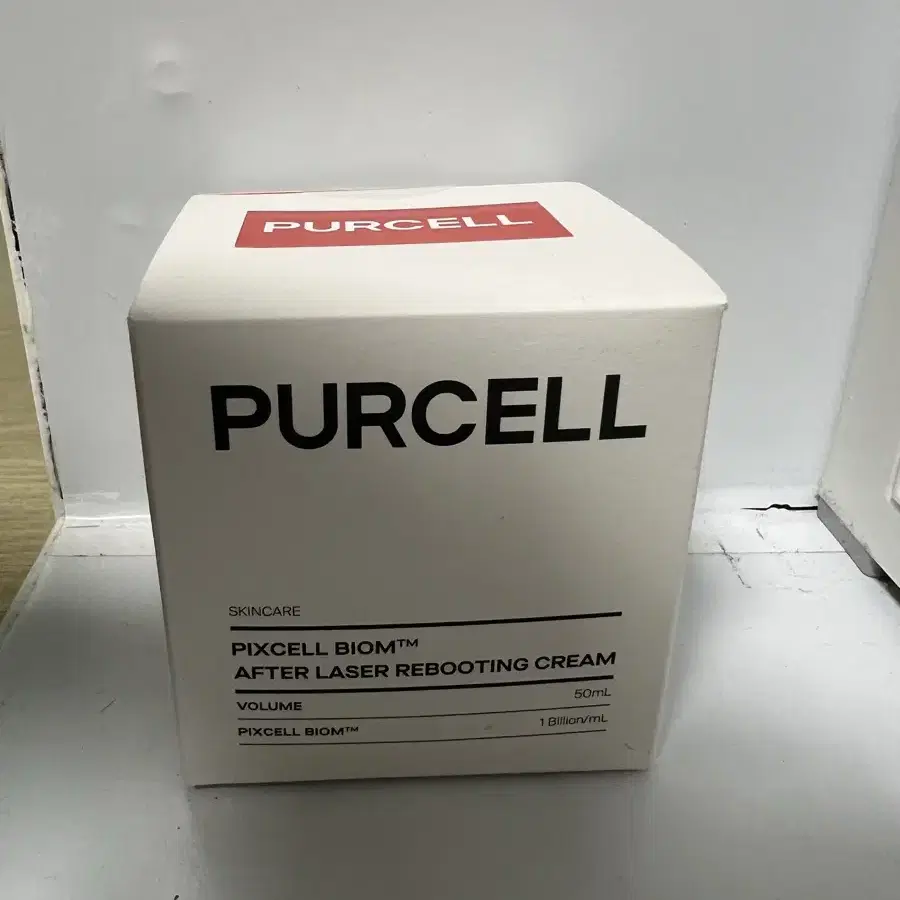 PURCELL
PURCELL
SKINCARE
PIXCELL BIOM™
AFTER LASER REBOOTING CREAM
VOLUME 50mL
PIXCELL BIOM™ 1 Billion/mL